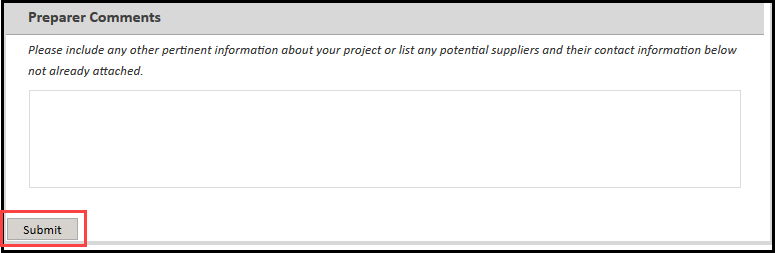 Preparer Comments
Please include any other pertinent information about your project or list any potential suppliers and their contact information below
not already attached.
Submit